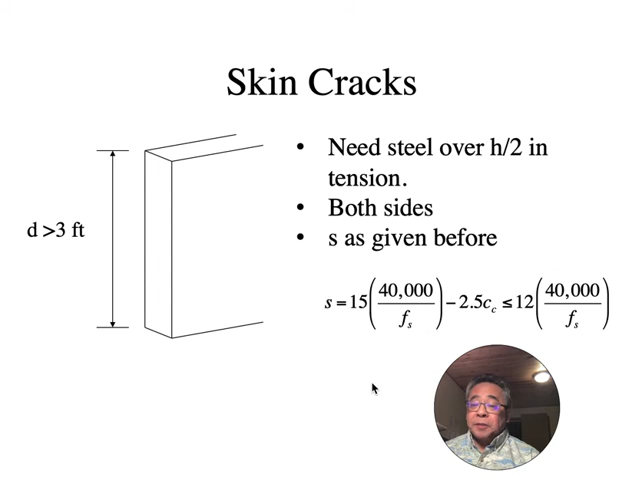 Skin Cracks
• Need steel over h/2 in
tension.
• Both sides
• s as given before
d >3 ft
s = 15(40,000/f_s) − 2.5c_c ≤ 12(40,000/f_s)